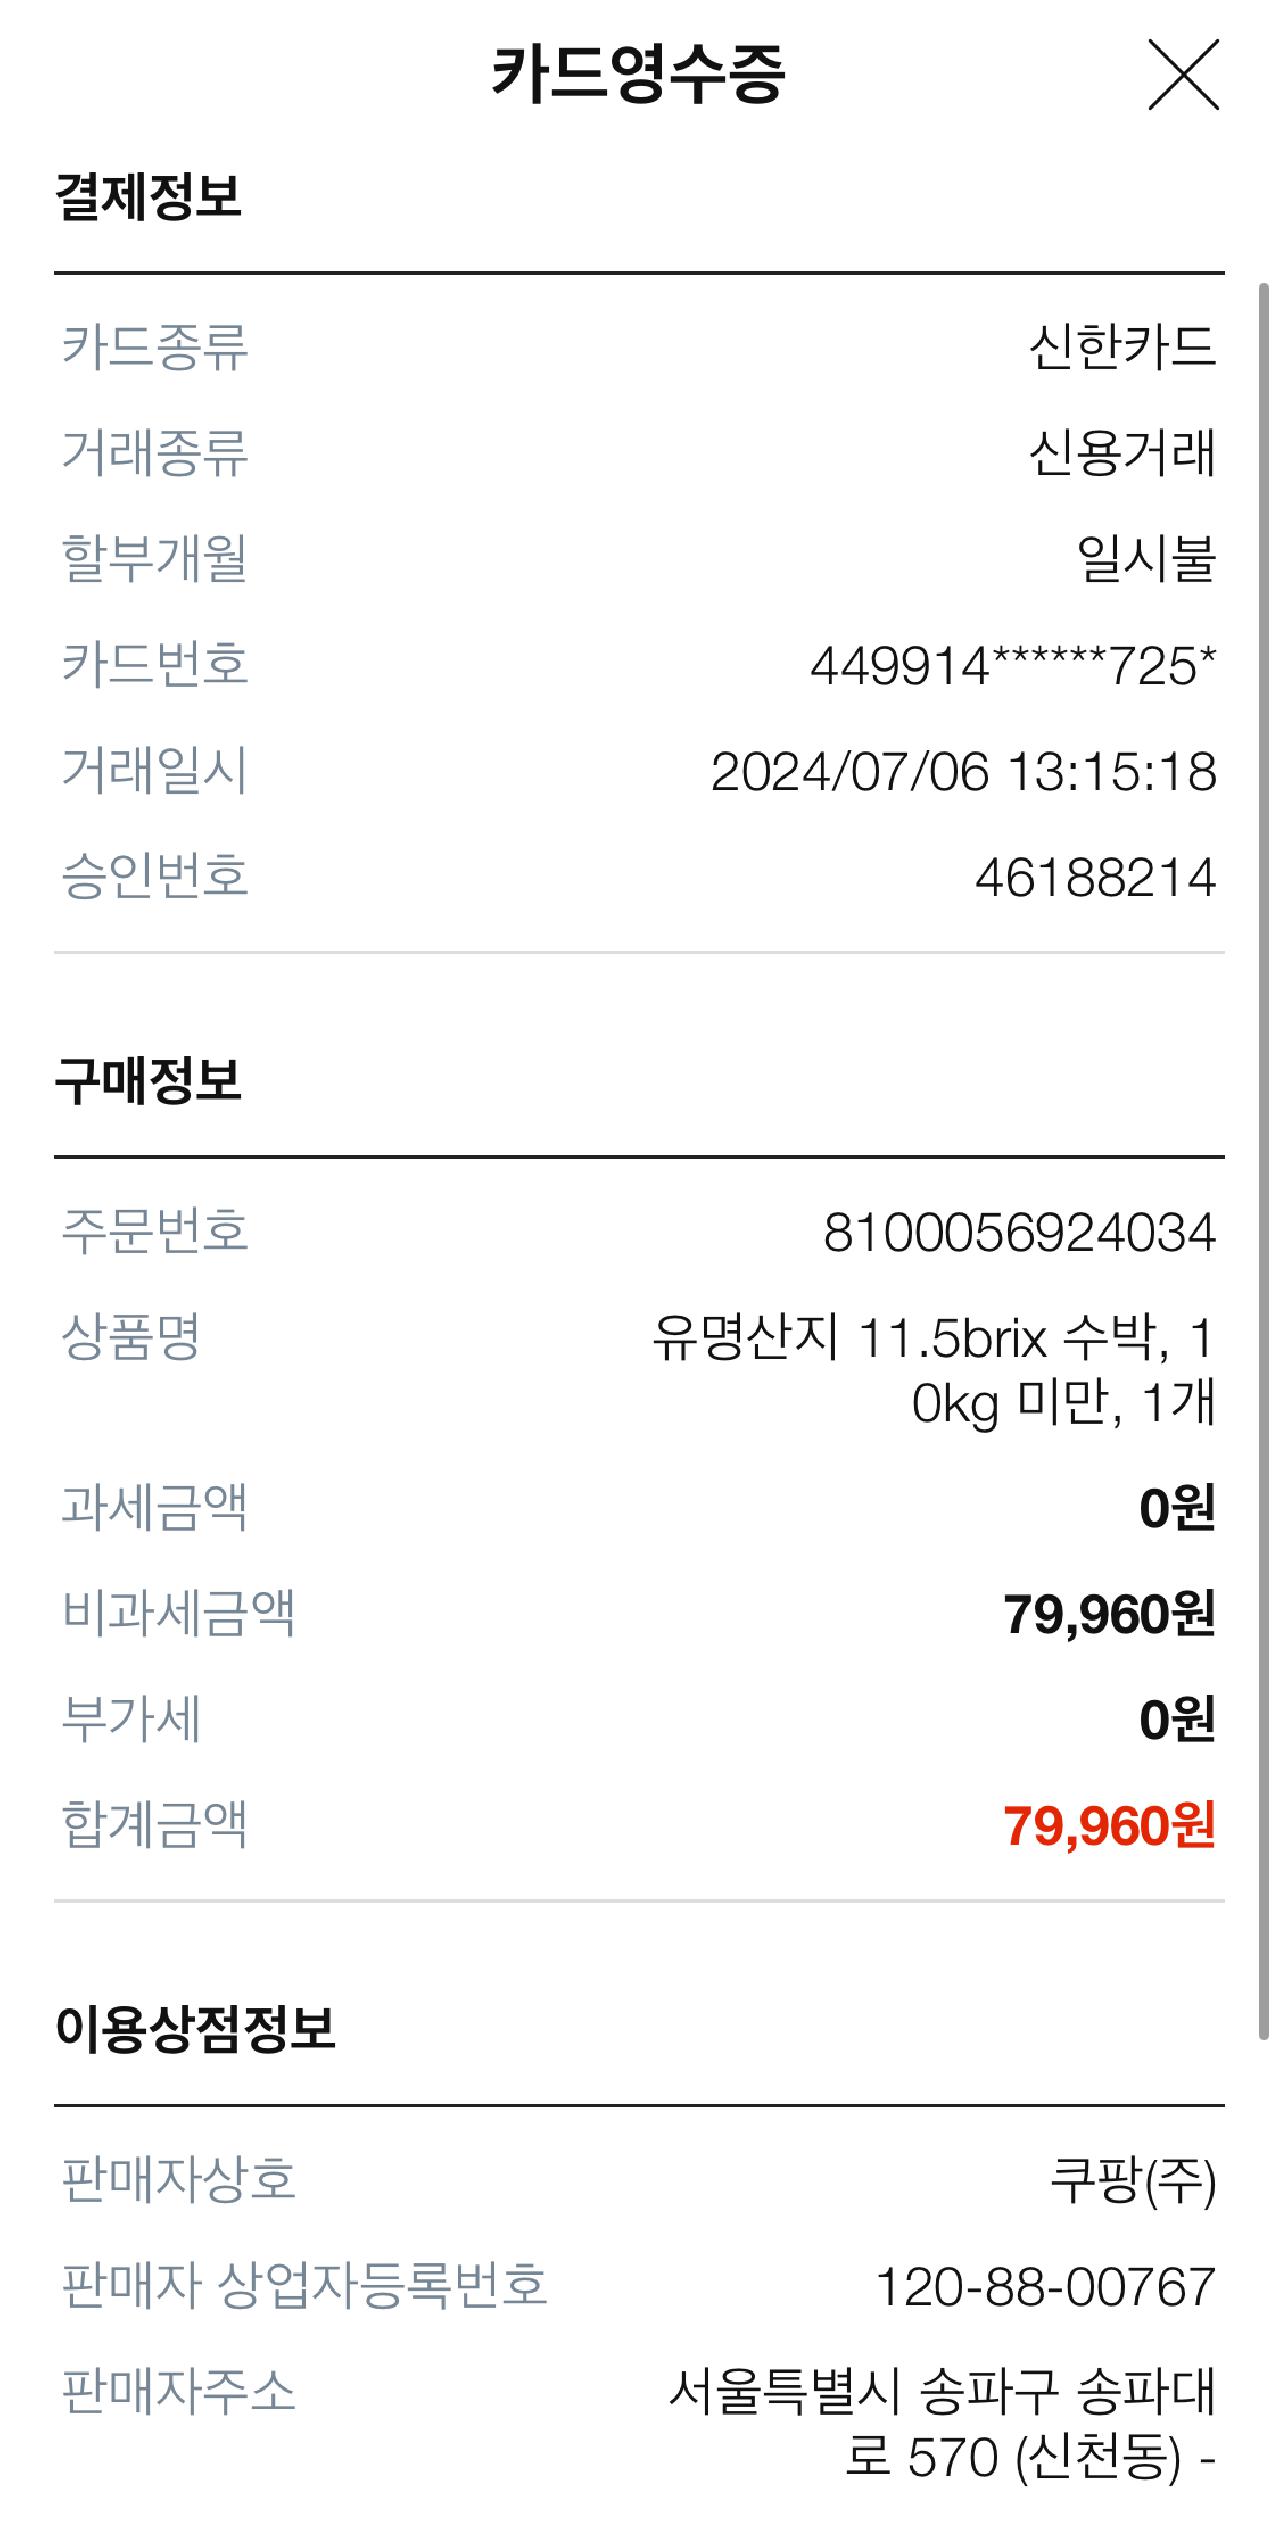 카드영수증
결제정보
카드종류 신한카드
거래종류 신용거래
할부개월 일시불
카드번호 449914******725*
거래일시 2024/07/06 13:15:18
승인번호 46188214
구매정보
주문번호 8100056924034
상품명 유명산지 11.5brix 수박, 1
0kg 미만, 1개
과세금액 0원
비과세금액 79,960원
부가세 0원
합계금액 79,960원
이용상점정보
판매자상호 쿠팡(주)
판매자 상업자등록번호 120-88-00767
판매자주소 서울특별시 송파구 송파대
로 570 (신천동) -